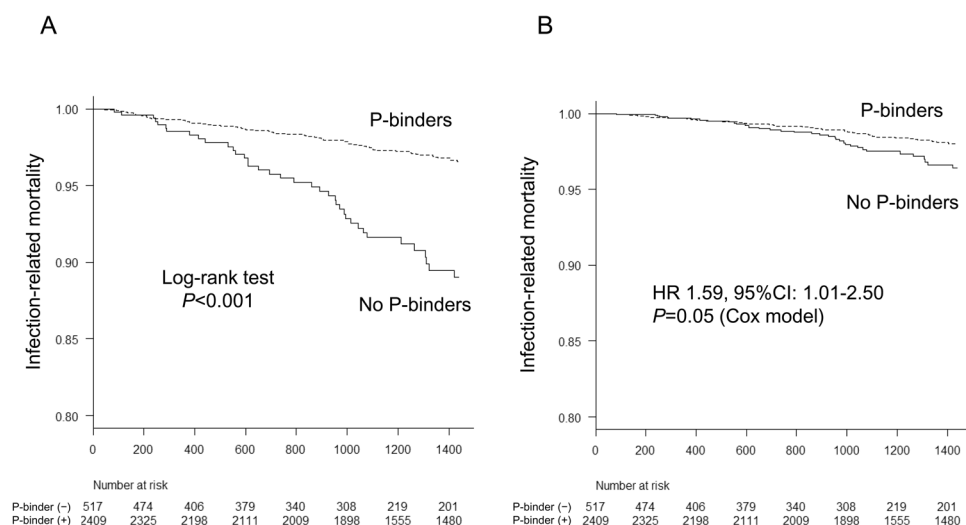 A
Infection-related mortality
1.00
0.95
0.90
0.85
0.80
P-binders
No P-binders
Log-rank test
P<0.001
0 200 400 600 800 1000 1200 1400
Number at risk
P-binder (−) 517 474 406 379 340 308 219 201
P-binder (+) 2409 2325 2198 2111 2009 1898 1555 1480
B
Infection-related mortality
1.00
0.95
0.90
0.85
0.80
P-binders
No P-binders
HR 1.59, 95%CI: 1.01-2.50
P=0.05 (Cox model)
0 200 400 600 800 1000 1200 1400
Number at risk
P-binder (−) 517 474 406 379 340 308 219 201
P-binder (+) 2409 2325 2198 2111 2009 1898 1555 1480